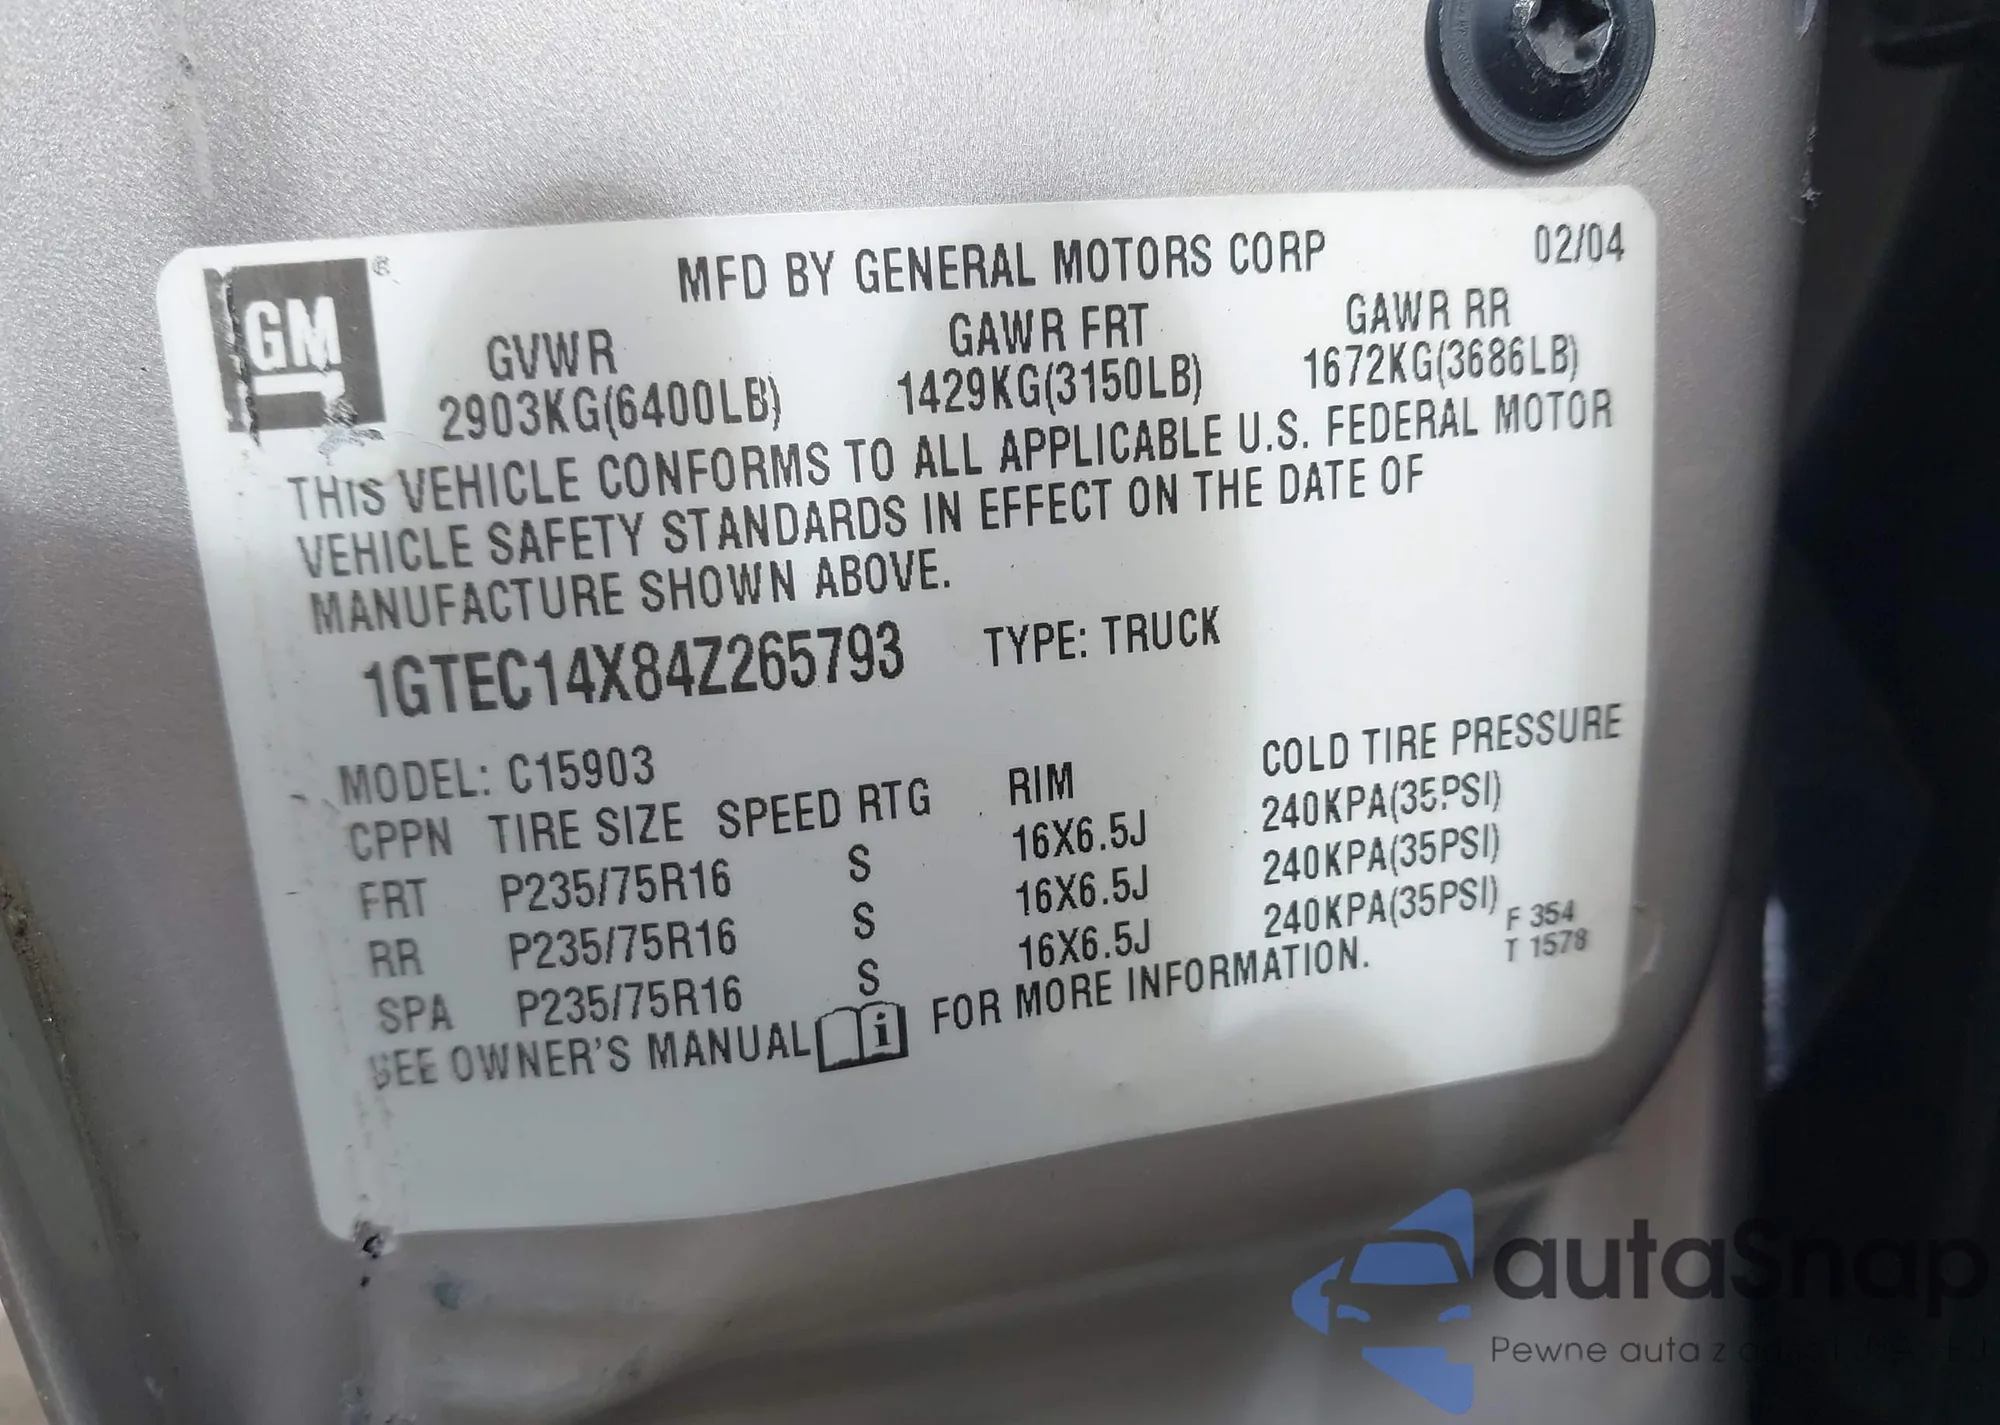 GM ®
MFD BY GENERAL MOTORS CORP 02/04
GVWR GAWR FRT GAWR RR
2903KG(6400LB) 1429KG(3150LB) 1672KG(3686LB)
THIS VEHICLE CONFORMS TO ALL APPLICABLE U.S. FEDERAL MOTOR
VEHICLE SAFETY STANDARDS IN EFFECT ON THE DATE OF
MANUFACTURE SHOWN ABOVE.
1GTEC14X84Z265793 TYPE: TRUCK
MODEL: C15903 COLD TIRE PRESSURE
CPPN TIRE SIZE SPEED RTG RIM
FRT P235/75R16 S 16X6.5J 240KPA(35PSI)
RR P235/75R16 S 16X6.5J 240KPA(35PSI)
SPA P235/75R16 S 16X6.5J 240KPA(35PSI)
SEE OWNER'S MANUAL i FOR MORE INFORMATION.
F 354
T 1578
autaSnap
Pewne auta z